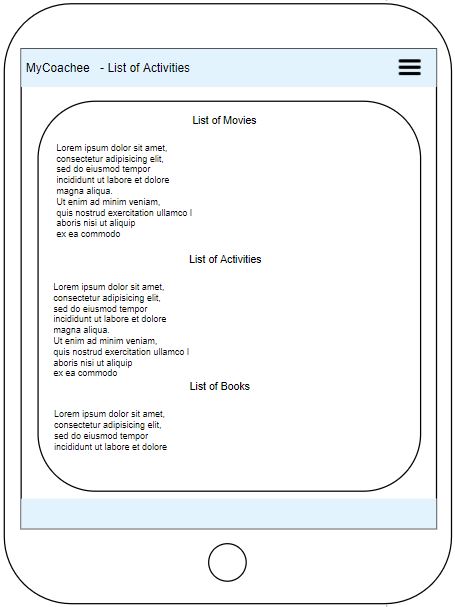 MyCoachee - List of Activities
List of Movies
Lorem ipsum dolor sit amet,
consectetur adipisicing elit,
sed do eiusmod tempor
incididunt ut labore et dolore
magna aliqua.
Ut enim ad minim veniam,
quis nostrud exercitation ullamco l
aboris nisi ut aliquip
ex ea commodo
List of Activities
Lorem ipsum dolor sit amet,
consectetur adipisicing elit,
sed do eiusmod tempor
incididunt ut labore et dolore
magna aliqua.
Ut enim ad minim veniam,
quis nostrud exercitation ullamco l
aboris nisi ut aliquip
ex ea commodo
List of Books
Lorem ipsum dolor sit amet,
consectetur adipisicing elit,
sed do eiusmod tempor
incididunt ut labore et dolore